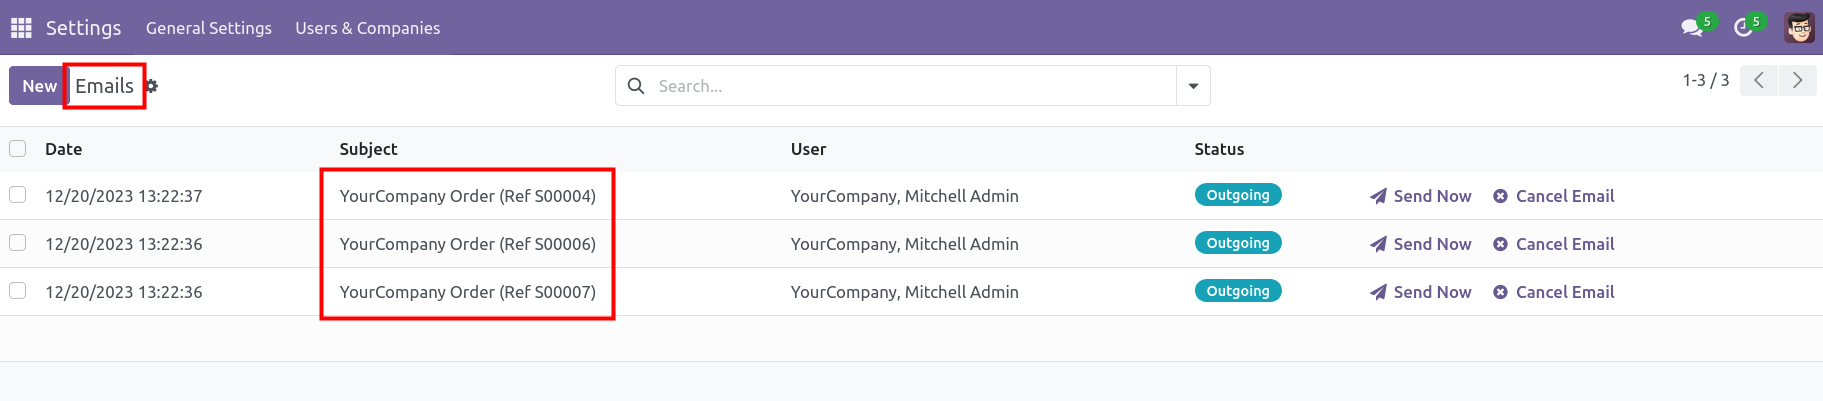 Settings General Settings Users & Companies 5 5
New Emails Search... 1-3 / 3
Date Subject User Status
12/20/2023 13:22:37 YourCompany Order (Ref S00004) YourCompany, Mitchell Admin Outgoing Send Now Cancel Email
12/20/2023 13:22:36 YourCompany Order (Ref S00006) YourCompany, Mitchell Admin Outgoing Send Now Cancel Email
12/20/2023 13:22:36 YourCompany Order (Ref S00007) YourCompany, Mitchell Admin Outgoing Send Now Cancel Email